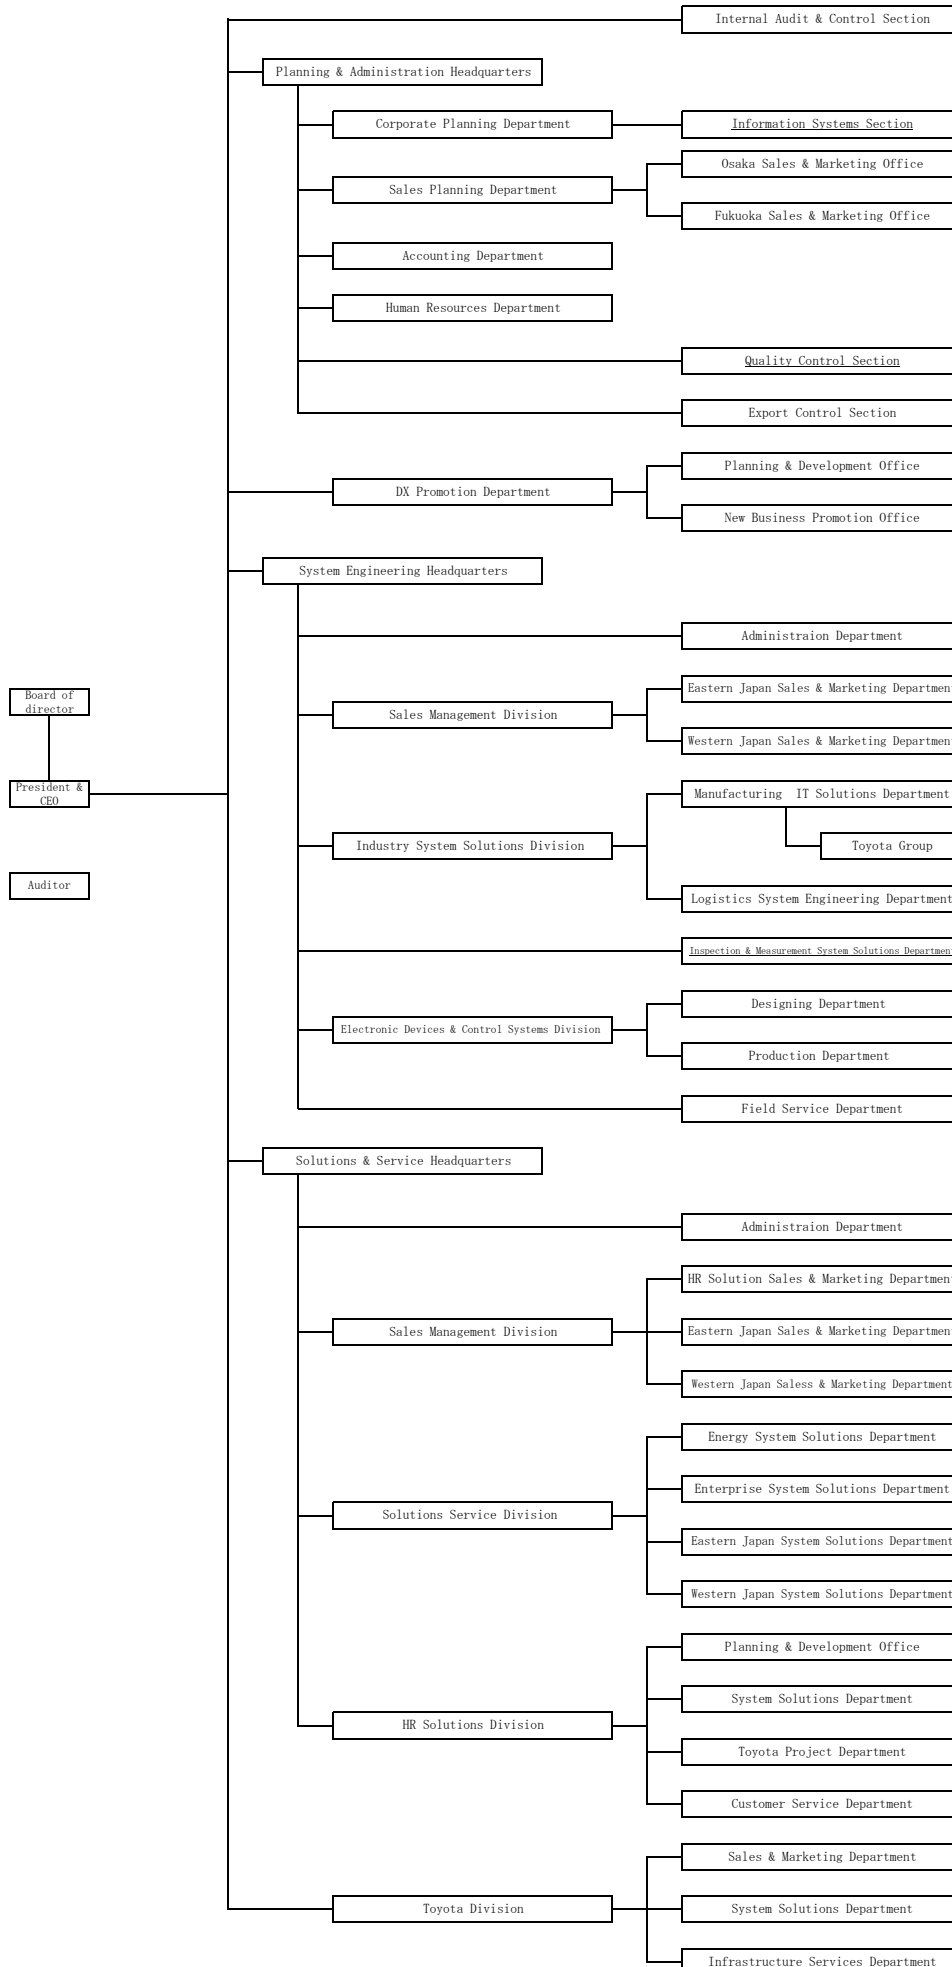 Internal Audit & Control Section
Planning & Administration Headquarters
Corporate Planning Department
Information Systems Section
Osaka Sales & Marketing Office
Sales Planning Department
Fukuoka Sales & Marketing Office
Accounting Department
Human Resources Department
Quality Control Section
Export Control Section
Planning & Development Office
DX Promotion Department
New Business Promotion Office
System Engineering Headquarters
Administraion Department
Board of
director
Eastern Japan Sales & Marketing Departmen
Sales Management Division
Western Japan Sales & Marketing Departmen
President &
CEO
Manufacturing  IT Solutions Department
Industry System Solutions Division
Toyota Group
Auditor
Logistics System Engineering Department
Inspection & Measurement System Solutions Departmen
Designing Department
Electronic Devices & Control Systems Division
Production Department
Field Service Department
Solutions & Service Headquarters
Administraion Department
HR Solution Sales & Marketing Departmen
Sales Management Division
Eastern Japan Sales & Marketing Departmen
Western Japan Saless & Marketing Department
Energy System Solutions Department
Enterprise System Solutions Department
Solutions Service Division
Eastern Japan System Solutions Department
Western Japan System Solutions Department
Planning & Development Office
System Solutions Department
HR Solutions Division
Toyota Project Department
Customer Service Department
Sales & Marketing Department
Toyota Division
System Solutions Department
Infrastructure Services Department